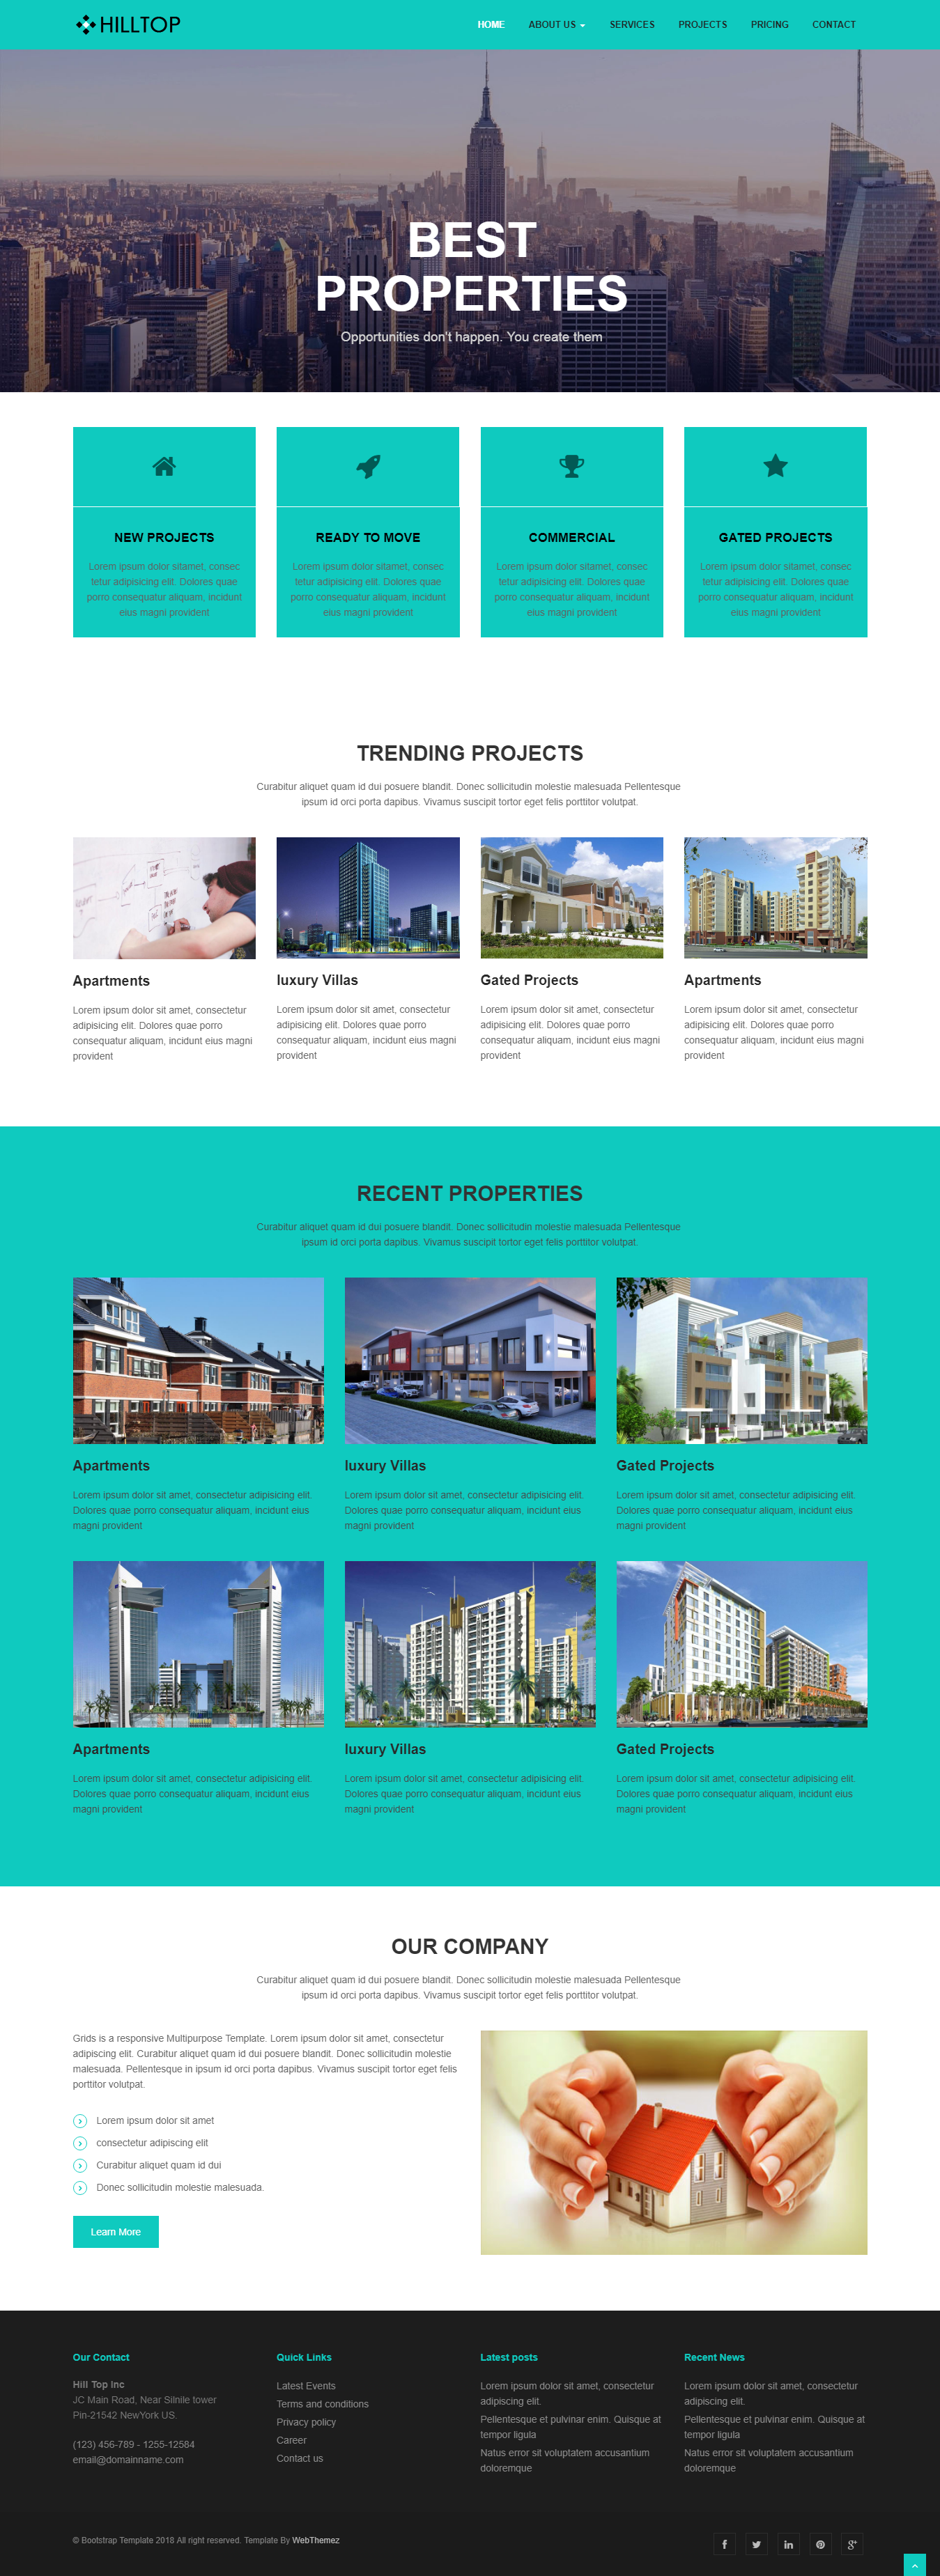 HILLTOP
HOME ABOUT US SERVICES PROJECTS PRICING CONTACT
BEST
PROPERTIES
Opportunities don't happen. You create them
NEW PROJECTS
Lorem ipsum dolor sitamet, consec
tetur adipisicing elit. Dolores quae
porro consequatur aliquam, incidunt
eius magni provident
READY TO MOVE
Lorem ipsum dolor sitamet, consec
tetur adipisicing elit. Dolores quae
porro consequatur aliquam, incidunt
eius magni provident
COMMERCIAL
Lorem ipsum dolor sitamet, consec
tetur adipisicing elit. Dolores quae
porro consequatur aliquam, incidunt
eius magni provident
GATED PROJECTS
Lorem ipsum dolor sitamet, consec
tetur adipisicing elit. Dolores quae
porro consequatur aliquam, incidunt
eius magni provident
TRENDING PROJECTS
Curabitur aliquet quam id dui posuere blandit. Donec sollicitudin molestie malesuada Pellentesque
ipsum id orci porta dapibus. Vivamus suscipit tortor eget felis porttitor volutpat.
Apartments
Lorem ipsum dolor sit amet, consectetur
adipisicing elit. Dolores quae porro
consequatur aliquam, incidunt eius magni
provident
luxury Villas
Lorem ipsum dolor sit amet, consectetur
adipisicing elit. Dolores quae porro
consequatur aliquam, incidunt eius magni
provident
Gated Projects
Lorem ipsum dolor sit amet, consectetur
adipisicing elit. Dolores quae porro
consequatur aliquam, incidunt eius magni
provident
Apartments
Lorem ipsum dolor sit amet, consectetur
adipisicing elit. Dolores quae porro
consequatur aliquam, incidunt eius magni
provident
RECENT PROPERTIES
Curabitur aliquet quam id dui posuere blandit. Donec sollicitudin molestie malesuada Pellentesque
ipsum id orci porta dapibus. Vivamus suscipit tortor eget felis porttitor volutpat.
Apartments
Lorem ipsum dolor sit amet, consectetur adipisicing elit.
Dolores quae porro consequatur aliquam, incidunt eius
magni provident
luxury Villas
Lorem ipsum dolor sit amet, consectetur adipisicing elit.
Dolores quae porro consequatur aliquam, incidunt eius
magni provident
Gated Projects
Lorem ipsum dolor sit amet, consectetur adipisicing elit.
Dolores quae porro consequatur aliquam, incidunt eius
magni provident
Apartments
Lorem ipsum dolor sit amet, consectetur adipisicing elit.
Dolores quae porro consequatur aliquam, incidunt eius
magni provident
luxury Villas
Lorem ipsum dolor sit amet, consectetur adipisicing elit.
Dolores quae porro consequatur aliquam, incidunt eius
magni provident
Gated Projects
Lorem ipsum dolor sit amet, consectetur adipisicing elit.
Dolores quae porro consequatur aliquam, incidunt eius
magni provident
OUR COMPANY
Curabitur aliquet quam id dui posuere blandit. Donec sollicitudin molestie malesuada Pellentesque
ipsum id orci porta dapibus. Vivamus suscipit tortor eget felis porttitor volutpat.
Grids is a responsive Multipurpose Template. Lorem ipsum dolor sit amet, consectetur
adipiscing elit. Curabitur aliquet quam id dui posuere blandit. Donec sollicitudin molestie
malesuada. Pellentesque in ipsum id orci porta dapibus. Vivamus suscipit tortor eget felis
porttitor volutpat.
Lorem ipsum dolor sit amet
consectetur adipiscing elit
Curabitur aliquet quam id dui
Donec sollicitudin molestie malesuada.
Learn More
Our Contact
Hill Top Inc
JC Main Road, Near Silnile tower
Pin-21542 NewYork US.
(123) 456-789 - 1255-12584
email@domainname.com
Quick Links
Latest Events
Terms and conditions
Privacy policy
Career
Contact us
Latest posts
Lorem ipsum dolor sit amet, consectetur
adipiscing elit.
Pellentesque et pulvinar enim. Quisque at
tempor ligula
Natus error sit voluptatem accusantium
doloremque
Recent News
Lorem ipsum dolor sit amet, consectetur
adipiscing elit.
Pellentesque et pulvinar enim. Quisque at
tempor ligula
Natus error sit voluptatem accusantium
doloremque
© Bootstrap Template 2018 All right reserved. Template By WebThemez